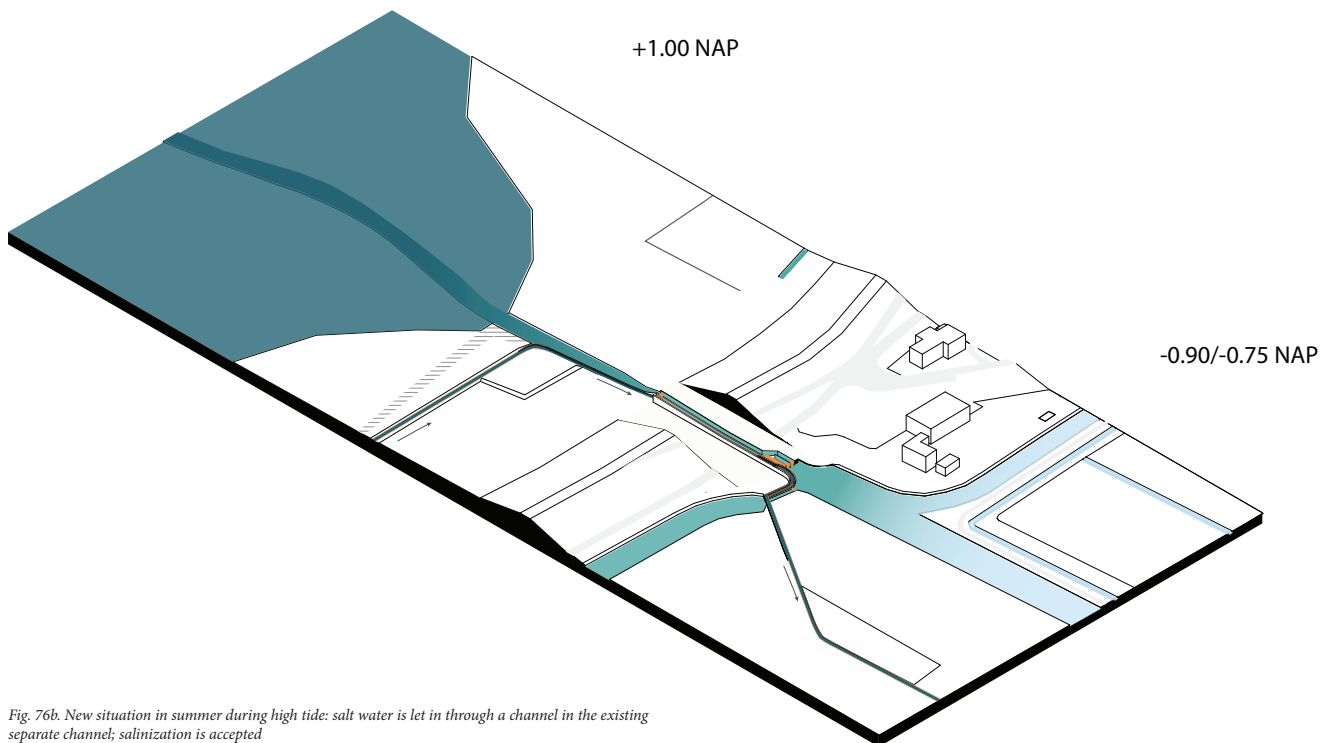 +1.00 NAP
-0.90/-0.75 NAP
Fig. 76b. New situation in summer during high tide: salt water is let in through a channel in the existing
separate channel; salinization is accepted